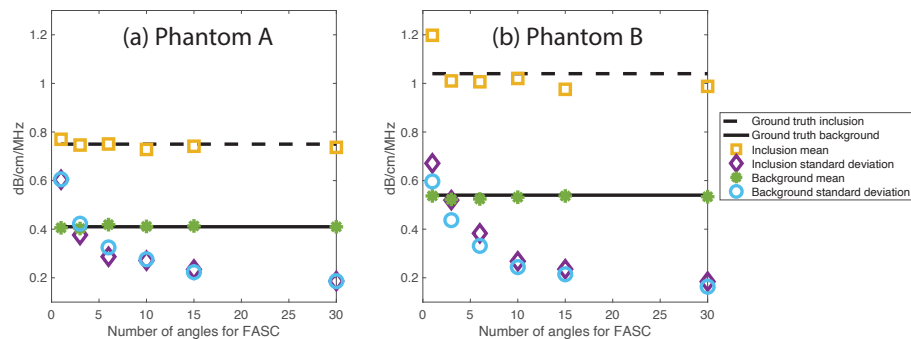 (a) Phantom A
1.2
1
0.8
0.6
0.4
0.2
dB/cm/MHz
0 5 10 15 20 25 30
Number of angles for FASC
(b) Phantom B
1.2
1
0.8
0.6
0.4
0.2
0 5 10 15 20 25 30
Number of angles for FASC
dB/cm/MHz
Ground truth inclusion
Ground truth background
Inclusion mean
Inclusion standard deviation
Background mean
Background standard deviation